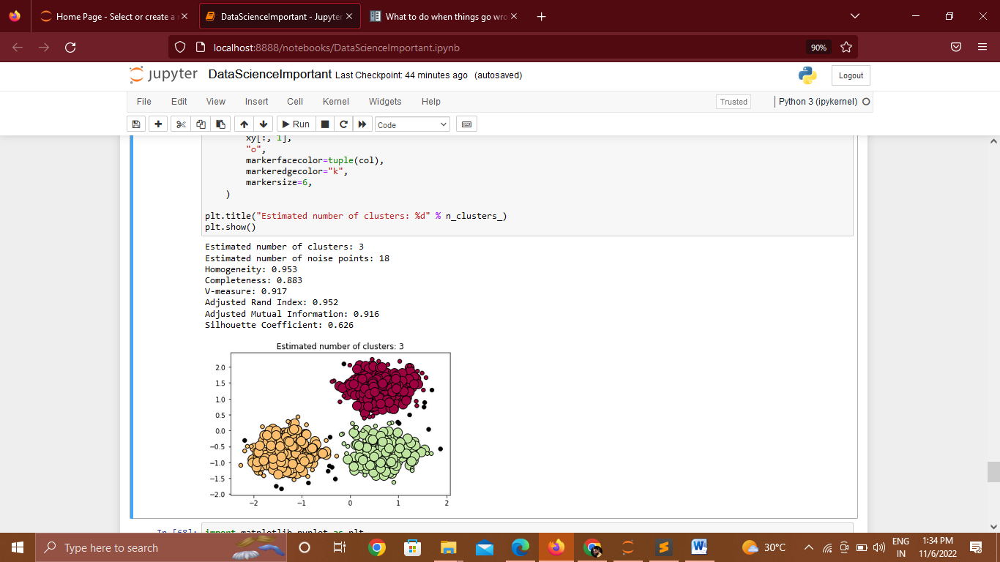 Home Page - Select or create a
DataScienceImportant - Jupyter
What to do when things go wro
localhost:8888/notebooks/DataScienceImportant.ipynb
90%
jupyter DataScienceImportant Last Checkpoint: 44 minutes ago (autosaved)
Logout
File Edit View Insert Cell Kernel Widgets Help
Trusted
Python 3 (ipykernel)
Run
Code
xy[:, 1],
"o",
markerfacecolor=tuple(col),
markeredgecolor="k",
markersize=6,
)
plt.title("Estimated number of clusters: %d" % n_clusters_)
plt.show()
Estimated number of clusters: 3
Estimated number of noise points: 18
Homogeneity: 0.953
Completeness: 0.883
V-measure: 0.917
Adjusted Rand Index: 0.952
Adjusted Mutual Information: 0.916
Silhouette Coefficient: 0.626
Estimated number of clusters: 3
2.0
1.5
1.0
0.5
0.0
−0.5
−1.0
−1.5
−2.0
−2 −1 0 1 2
In [68]: import matplotlib.pyplot as plt
Type here to search
30°C
ENG
IN
1:34 PM
11/6/2022